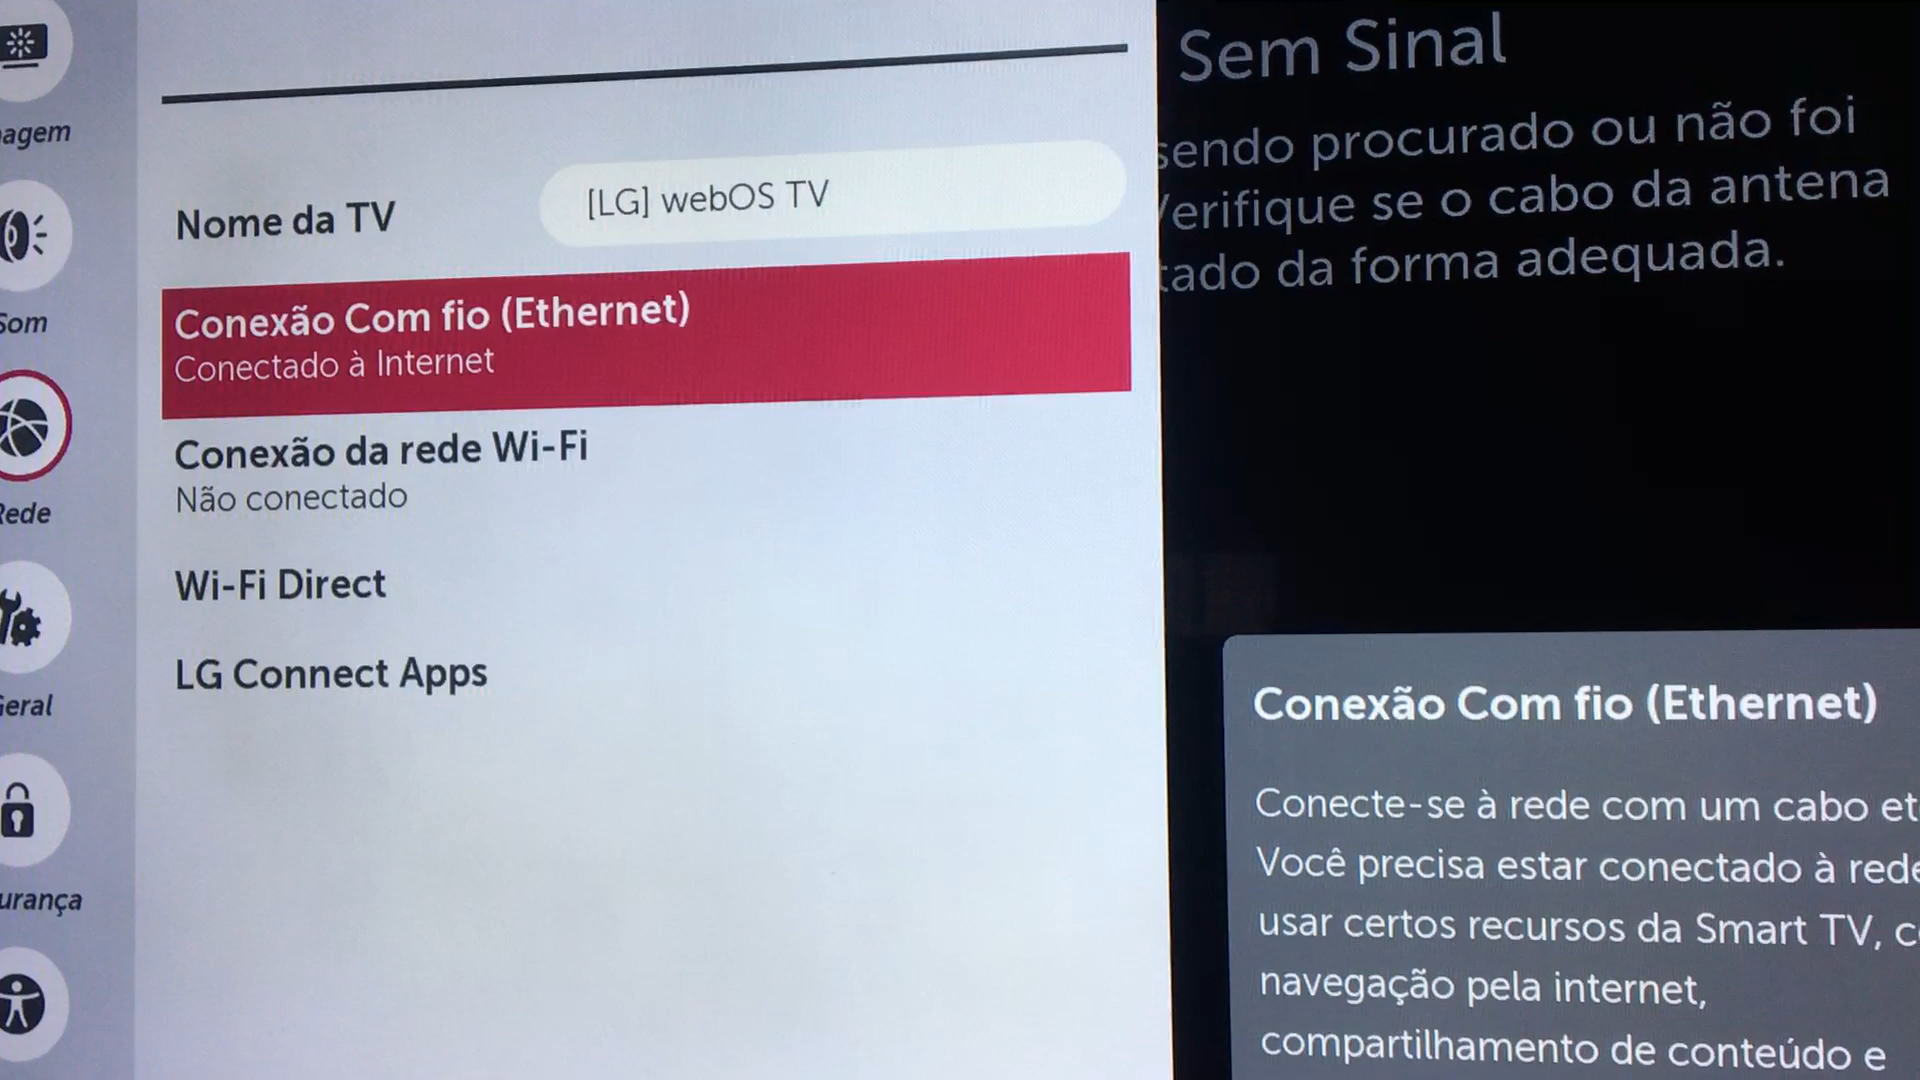 Sem Sinal
sendo procurado ou não foi
Verifique se o cabo da antena
tado da forma adequada.
agem
Som
Rede
Geral
urança
Nome da TV
[LG] webOS TV
Conexão Com fio (Ethernet)
Conectado à Internet
Conexão da rede Wi-Fi
Não conectado
Wi-Fi Direct
LG Connect Apps
Conexão Com fio (Ethernet)
Conecte-se à rede com um cabo et
Você precisa estar conectado à rede
usar certos recursos da Smart TV, c
navegação pela internet,
compartilhamento de conteúdo e